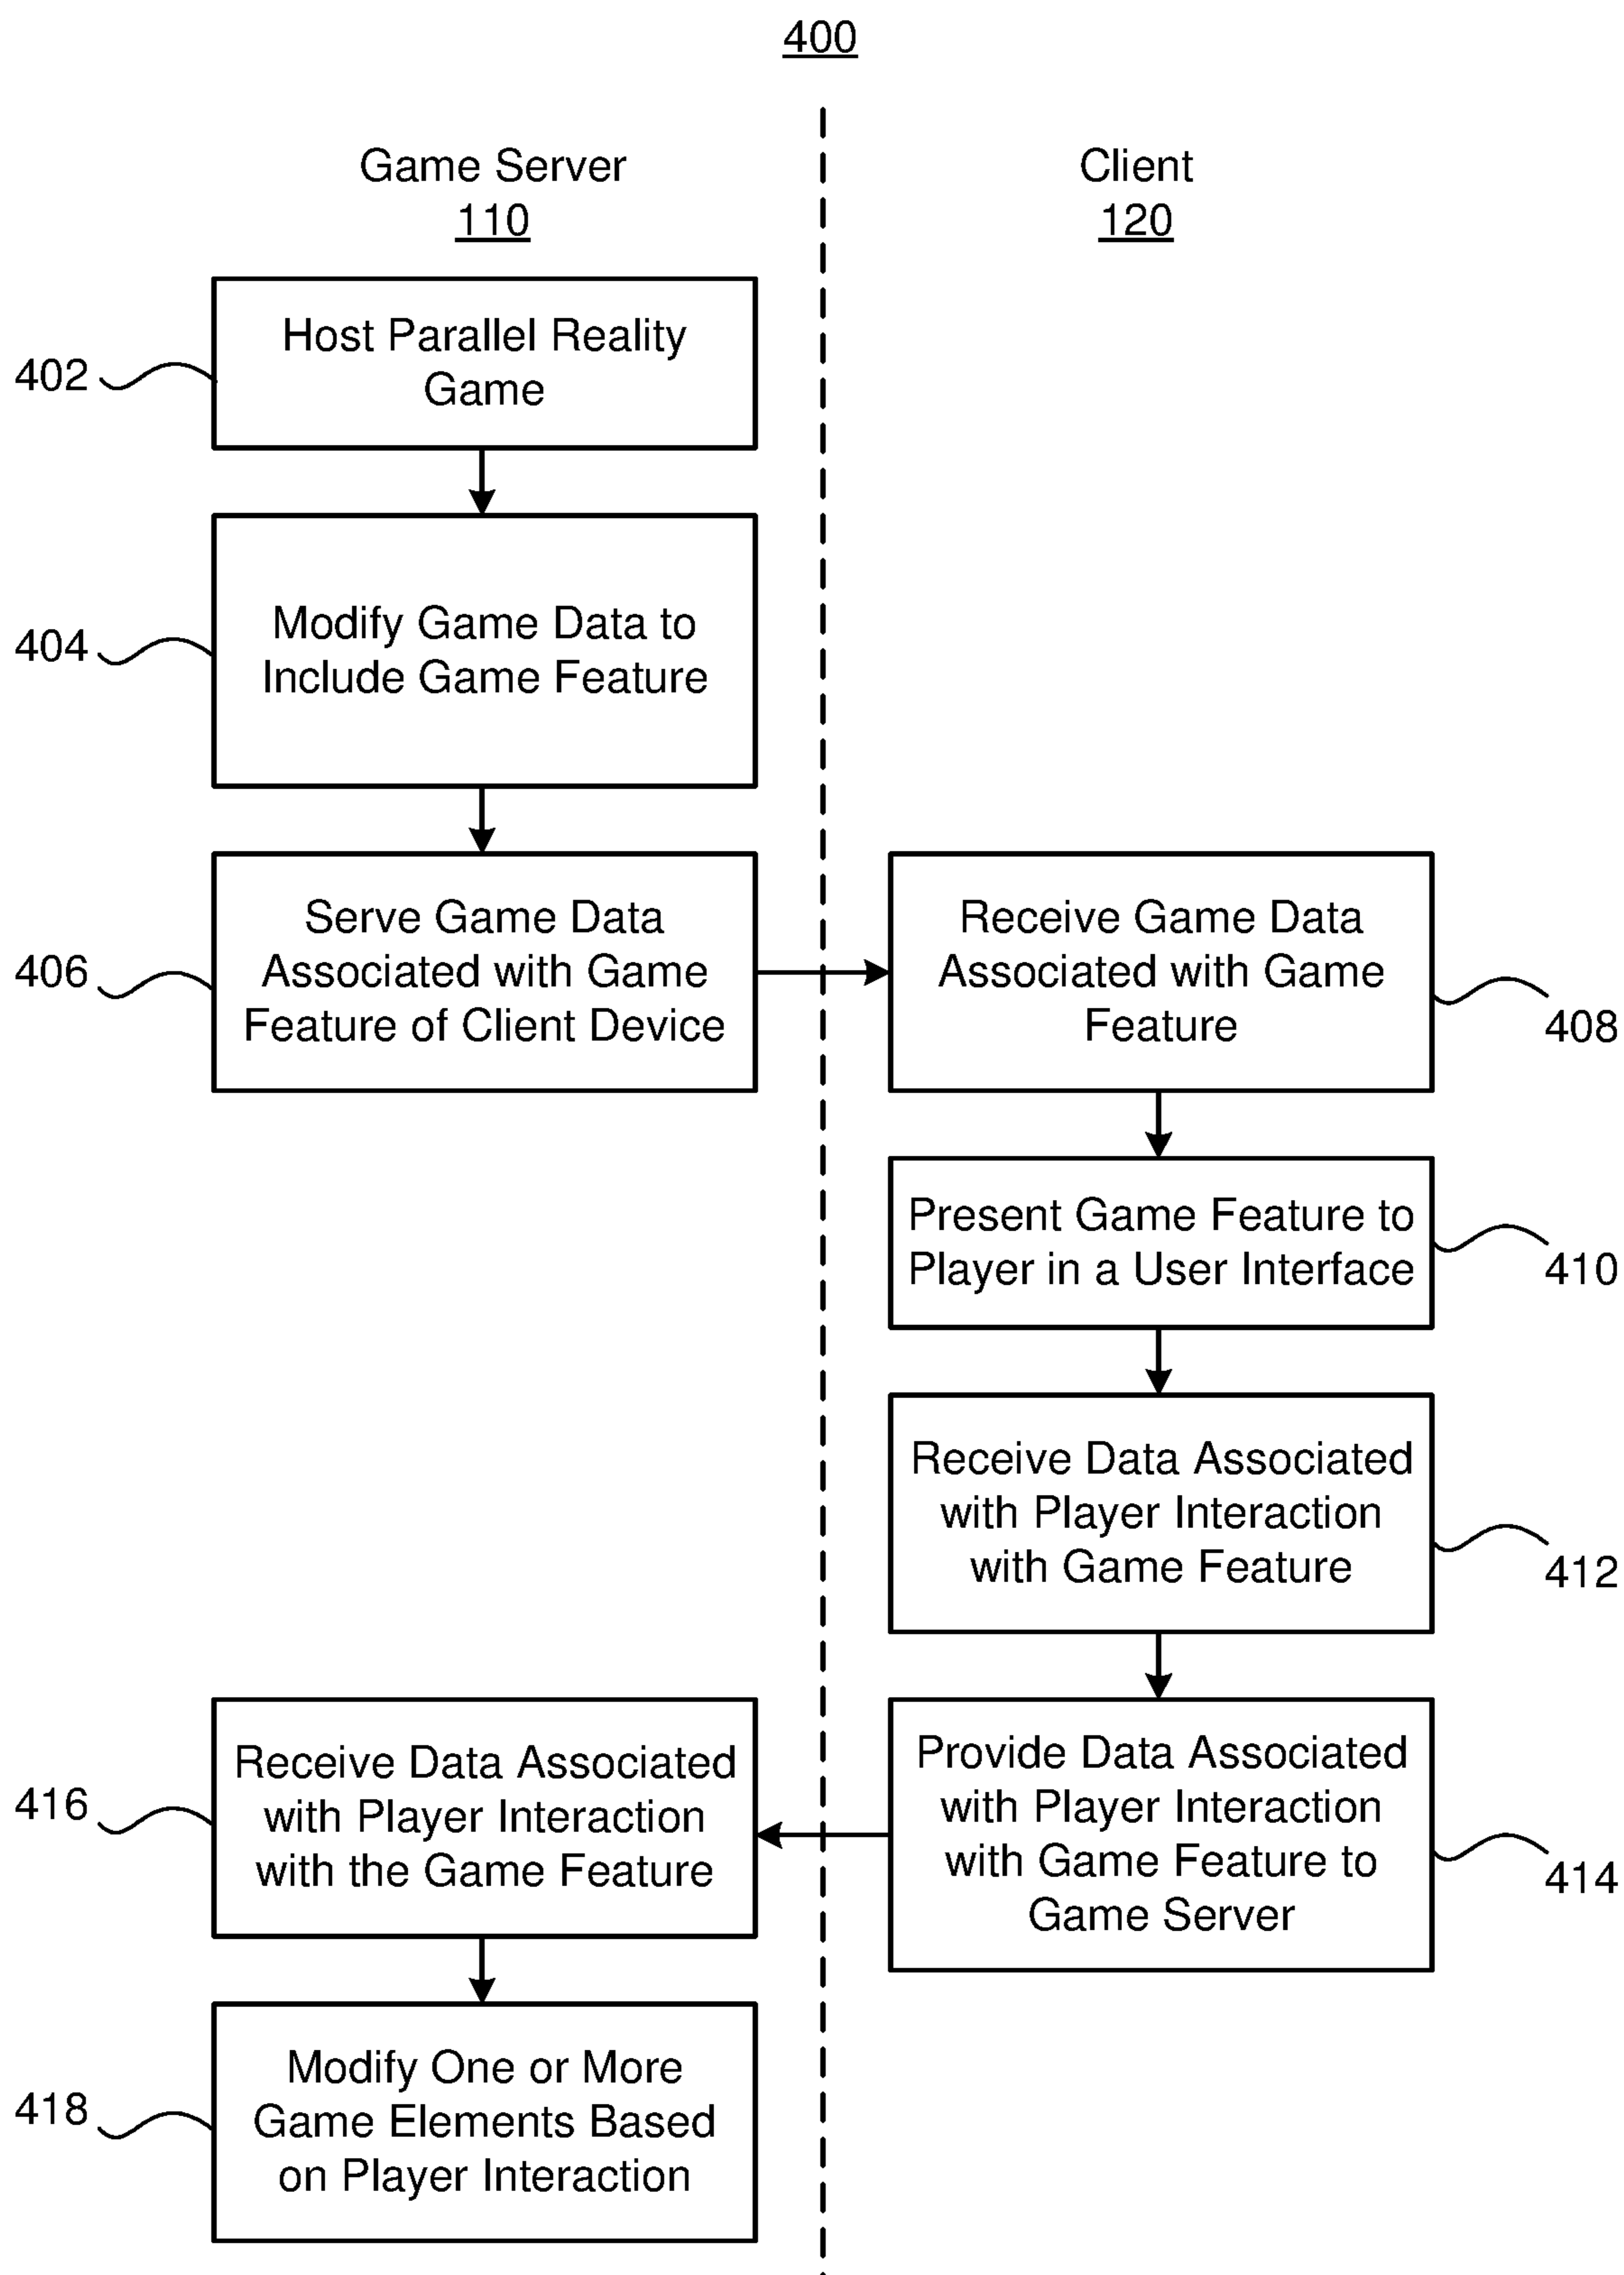 400
Game Server
110
Client
120
Host Parallel Reality
Game
402
Modify Game Data to
Include Game Feature
404
Serve Game Data
Associated with Game
Feature of Client Device
406
Receive Game Data
Associated with Game
Feature
408
Present Game Feature to
Player in a User Interface
410
Receive Data Associated
with Player Interaction
with Game Feature
412
Provide Data Associated
with Player Interaction
with Game Feature to
Game Server
414
Receive Data Associated
with Player Interaction
with the Game Feature
416
Modify One or More
Game Elements Based
on Player Interaction
418